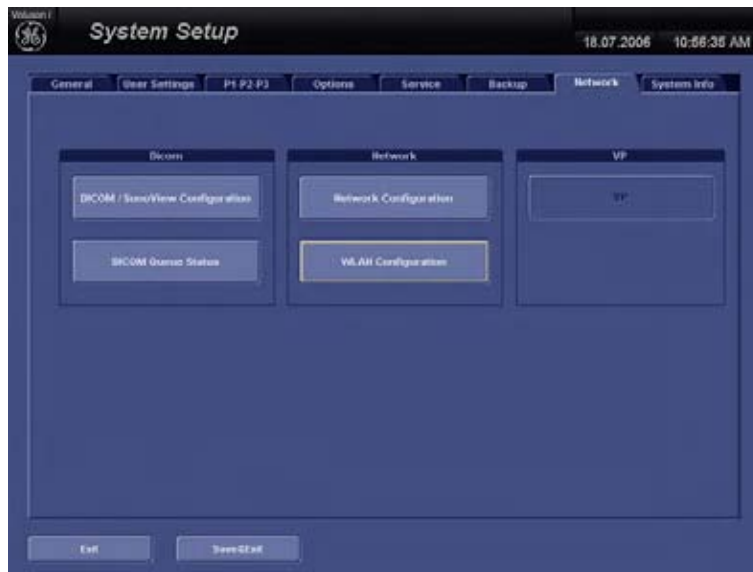 Voluson i
System Setup
18.07.2006 10:56:35 AM
General User Settings P1-P2-P3 Options Service Backup Network System Info
Dicom Network VP
DICOM / SonoView Configuration Network Configuration VP
DICOM Queue Status WLAN Configuration
Exit Save&Exit